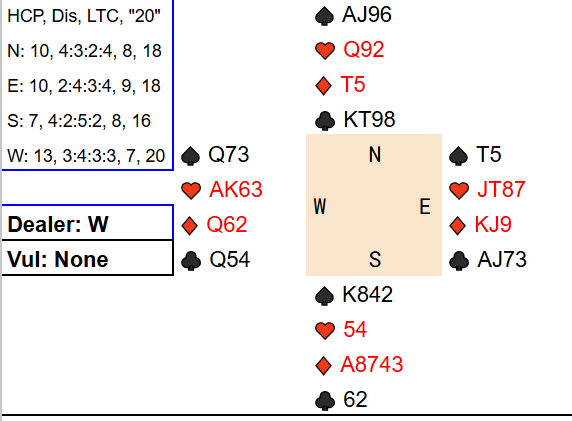 HCP, Dis, LTC, "20"
N: 10, 4:3:2:4, 8, 18
E: 10, 2:4:3:4, 9, 18
S: 7, 4:2:5:2, 8, 16
W: 13, 3:4:3:3, 7, 20
Dealer: W
Vul: None
♠ AJ96
♥ Q92
♦ T5
♣ KT98
♠ Q73
♥ AK63
♦ Q62
♣ Q54
N
W E
S
♠ T5
♥ JT87
♦ KJ9
♣ AJ73
♠ K842
♥ 54
♦ A8743
♣ 62